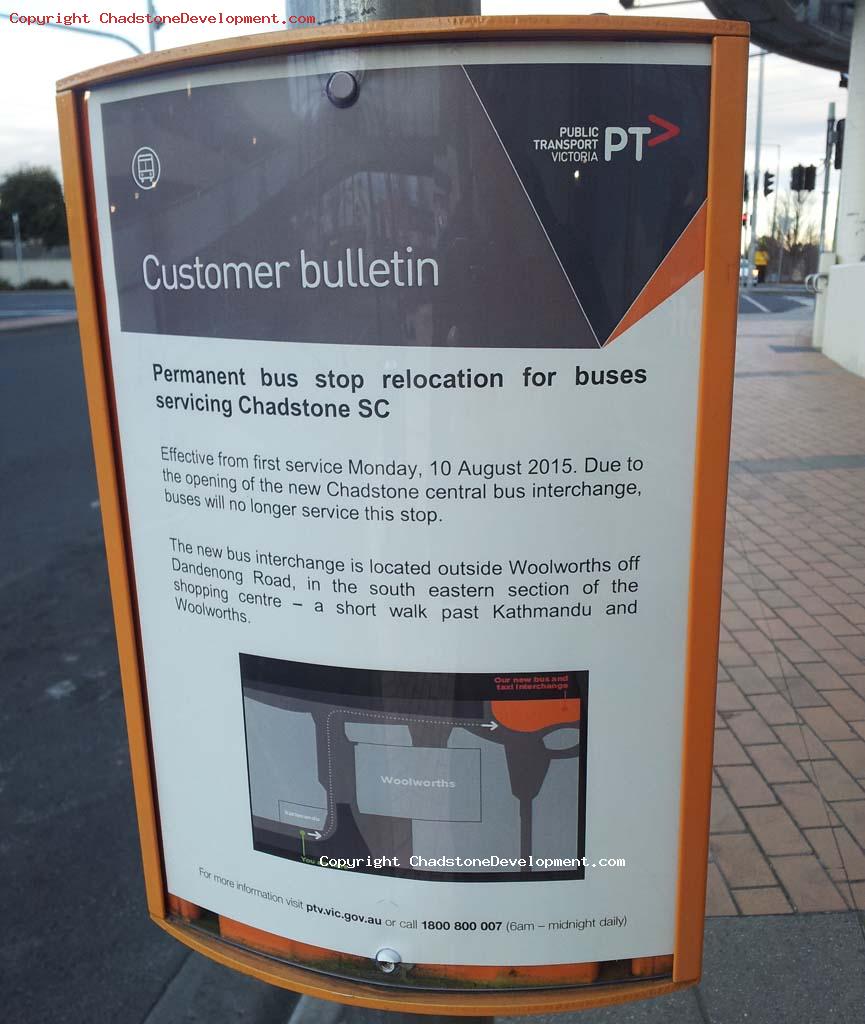 Copyright ChadstoneDevelopment.com
PUBLIC
TRANSPORT
VICTORIA
PT
Customer bulletin
Permanent bus stop relocation for buses
servicing Chadstone SC
Effective from first service Monday, 10 August 2015. Due to
the opening of the new Chadstone central bus interchange,
buses will no longer service this stop.
The new bus interchange is located outside Woolworths off
Dandenong Road, in the south eastern section of the
shopping centre – a short walk past Kathmandu and
Woolworths.
Our new bus and
taxi interchange
Woolworths
Kathmandu
You
Copyright ChadstoneDevelopment.com
For more information visit ptv.vic.gov.au or call 1800 800 007 (6am – midnight daily)